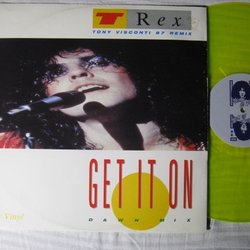 T Rex
TONY VISCONTI 87 REMIX
GET IT ON
DAWN MIX
Vinyl